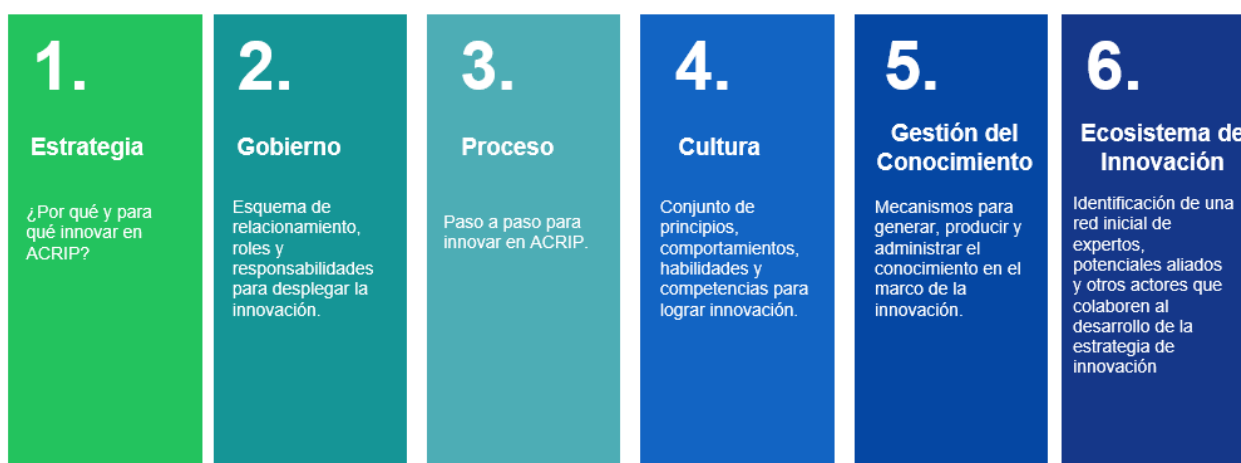 1.
Estrategia
¿Por qué y para
qué innovar en
ACRIP?
2.
Gobierno
Esquema de
relacionamiento,
roles y
responsabilidades
para desplegar la
innovación.
3.
Proceso
Paso a paso para
innovar en ACRIP.
4.
Cultura
Conjunto de
principios,
comportamientos,
habilidades y
competencias para
lograr innovación.
5.
Gestión del
Conocimiento
Mecanismos para
generar, producir y
administrar el
conocimiento en el
marco de la
innovación.
6.
Ecosistema de
Innovación
Identificación de una
red inicial de
expertos,
potenciales aliados
y otros actores que
colaboren al
desarrollo de la
estrategia de
innovación